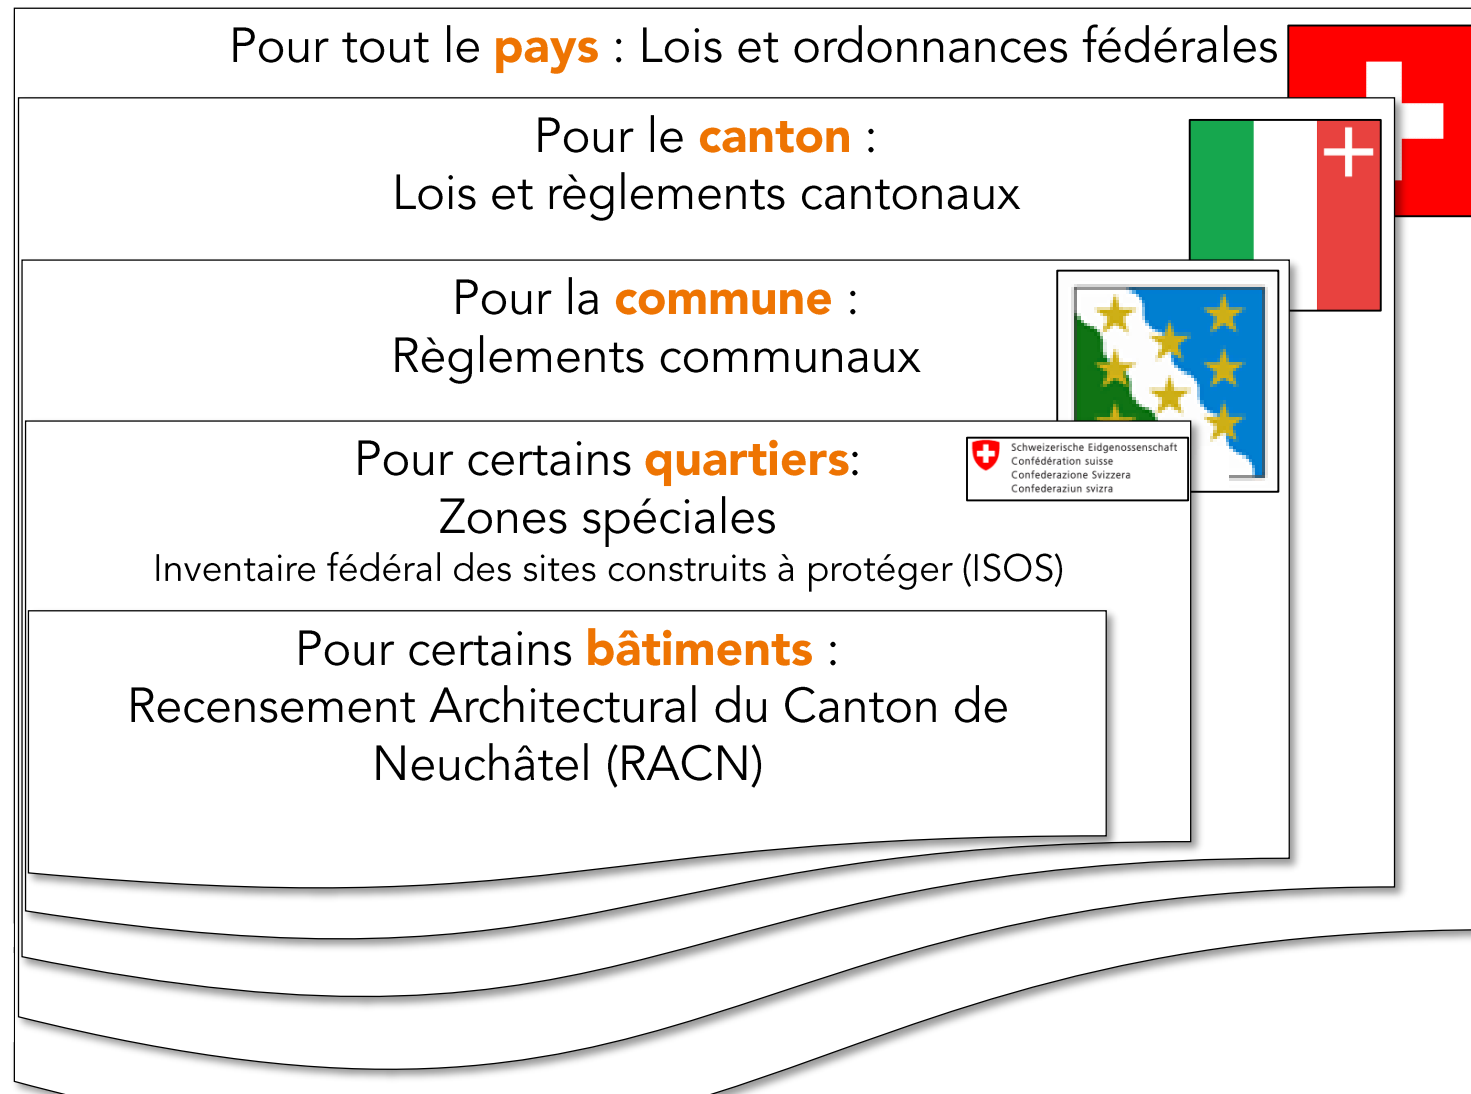 Pour tout le pays : Lois et ordonnances fédérales
Pour le canton :
Lois et règlements cantonaux
Pour la commune :
Règlements communaux
Pour certains quartiers:
Zones spéciales
Inventaire fédéral des sites construits à protéger (ISOS)
Schweizerische Eidgenossenschaft
Confédération suisse
Confederazione Svizzera
Confederaziun svizra
Pour certains bâtiments :
Recensement Architectural du Canton de
Neuchâtel (RACN)